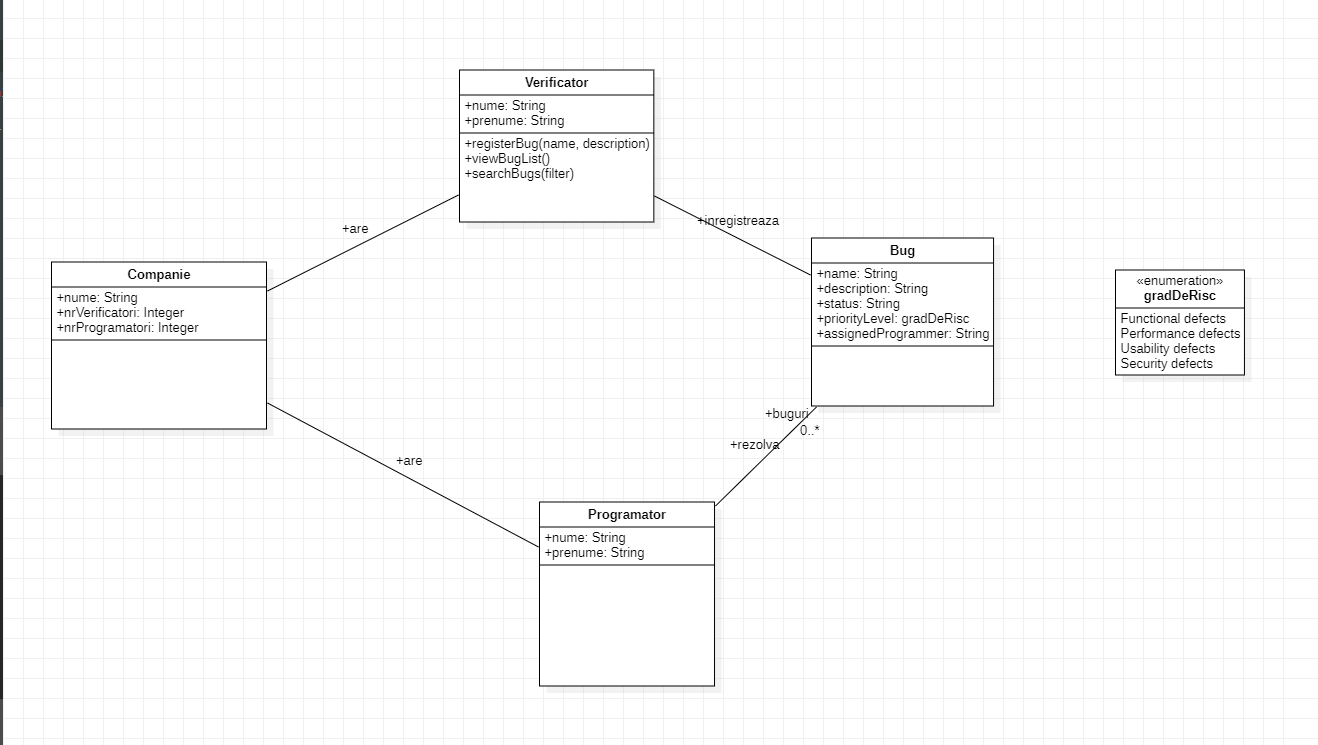 Verificator
+nume: String
+prenume: String
+registerBug(name, description)
+viewBugList()
+searchBugs(filter)
+are
+inregistreaza
Companie
+nume: String
+nrVerificatori: Integer
+nrProgramatori: Integer
Bug
+name: String
+description: String
+status: String
+priorityLevel: gradDeRisc
+assignedProgrammer: String
«enumeration»
gradDeRisc
Functional defects
Performance defects
Usability defects
Security defects
+buguri
0..*
+rezolva
+are
Programator
+nume: String
+prenume: String